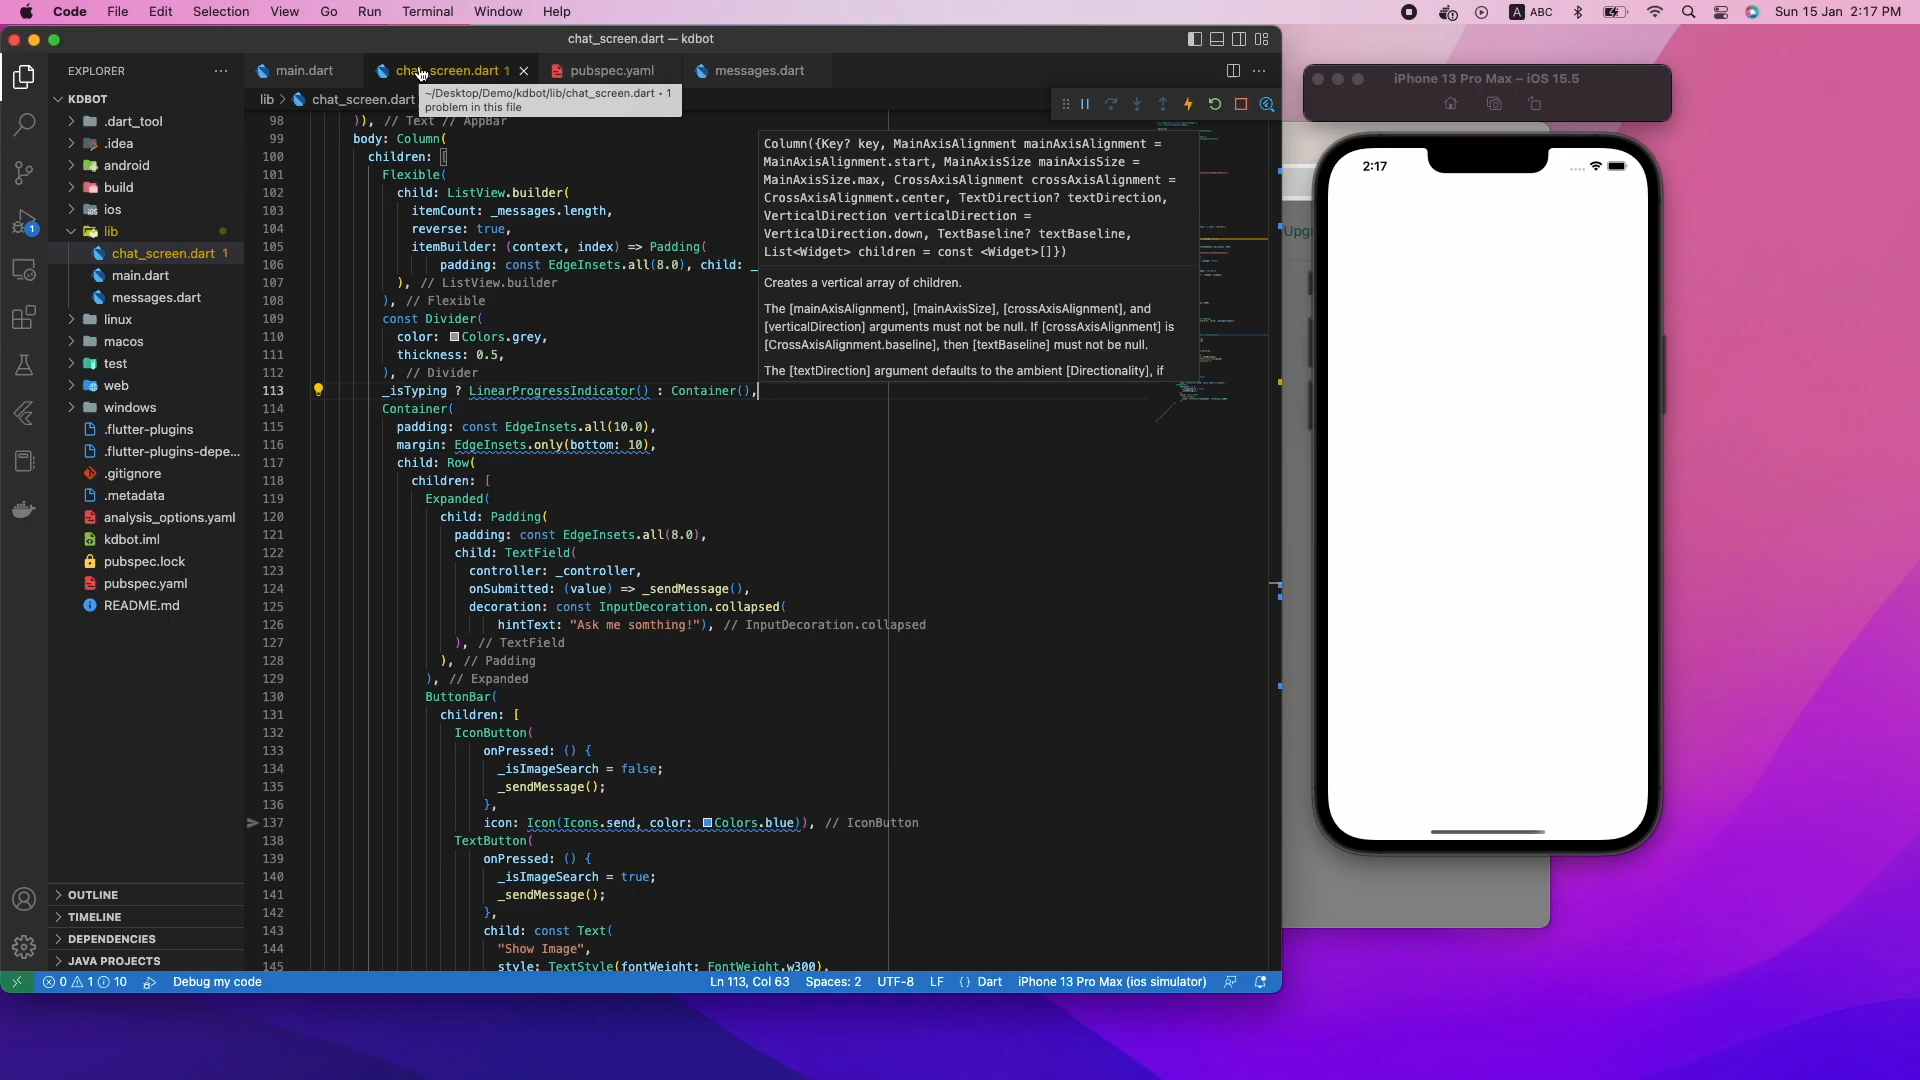 Code File Edit Selection View Go Run Terminal Window Help
A ABC Sun 15 Jan 2:17 PM
chat_screen.dart — kdbot
EXPLORER
main.dart
chat_screen.dart 1
pubspec.yaml
messages.dart
KDBOT
lib > chat_screen.dart
~/Desktop/Demo/kdbot/lib/chat_screen.dart • 1
problem in this file
.dart_tool
.idea
android
build
ios
lib
chat_screen.dart 1
main.dart
messages.dart
linux
macos
test
web
windows
.flutter-plugins
.flutter-plugins-depe...
.gitignore
.metadata
analysis_options.yaml
kdbot.iml
pubspec.lock
pubspec.yaml
README.md
OUTLINE
TIMELINE
DEPENDENCIES
JAVA PROJECTS
1
98 )), // Text // AppBar
99 body: Column(
100 children: [
101 Flexible(
102 child: ListView.builder(
103 itemCount: _messages.length,
104 reverse: true,
105 itemBuilder: (context, index) => Padding(
106 padding: const EdgeInsets.all(8.0), child: _
107 ), // ListView.builder
108 ), // Flexible
109 const Divider(
110 color: Colors.grey,
111 thickness: 0.5,
112 ), // Divider
113 _isTyping ? LinearProgressIndicator() : Container(),
114 Container(
115 padding: const EdgeInsets.all(10.0),
116 margin: EdgeInsets.only(bottom: 10),
117 child: Row(
118 children: [
119 Expanded(
120 child: Padding(
121 padding: const EdgeInsets.all(8.0),
122 child: TextField(
123 controller: _controller,
124 onSubmitted: (value) => _sendMessage(),
125 decoration: const InputDecoration.collapsed(
126 hintText: "Ask me somthing!"), // InputDecoration.collapsed
127 ), // TextField
128 ), // Padding
129 ), // Expanded
130 ButtonBar(
131 children: [
132 IconButton(
133 onPressed: () {
134 _isImageSearch = false;
135 _sendMessage();
136 },
137 icon: Icon(Icons.send, color: Colors.blue)), // IconButton
138 TextButton(
139 onPressed: () {
140 _isImageSearch = true;
141 _sendMessage();
142 },
143 child: const Text(
144 "Show Image",
145 style: TextStyle(fontWeight: FontWeight.w300),
Column({Key? key, MainAxisAlignment mainAxisAlignment =
MainAxisAlignment.start, MainAxisSize mainAxisSize =
MainAxisSize.max, CrossAxisAlignment crossAxisAlignment =
CrossAxisAlignment.center, TextDirection? textDirection,
VerticalDirection verticalDirection =
VerticalDirection.down, TextBaseline? textBaseline,
List<Widget> children = const <Widget>[]})
Creates a vertical array of children.
The [mainAxisAlignment], [mainAxisSize], [crossAxisAlignment], and
[verticalDirection] arguments must not be null. If [crossAxisAlignment] is
[CrossAxisAlignment.baseline], then [textBaseline] must not be null.
The [textDirection] argument defaults to the ambient [Directionality], if
0 1 10 Debug my code Ln 113, Col 63 Spaces: 2 UTF-8 LF {} Dart iPhone 13 Pro Max (ios simulator)
iPhone 13 Pro Max – iOS 15.5
2:17
Upgr